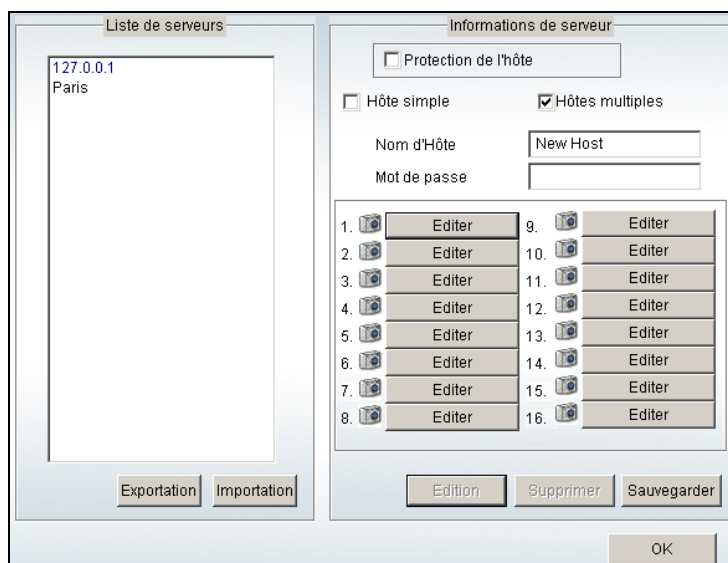 Liste de serveurs
127.0.0.1
Paris
Exportation
Importation
Informations de serveur
Protection de l'hôte
Hôte simple
Hôtes multiples
Nom d'Hôte
New Host
Mot de passe
1. Editer
2. Editer
3. Editer
4. Editer
5. Editer
6. Editer
7. Editer
8. Editer
9. Editer
10. Editer
11. Editer
12. Editer
13. Editer
14. Editer
15. Editer
16. Editer
Edition
Supprimer
Sauvegarder
OK